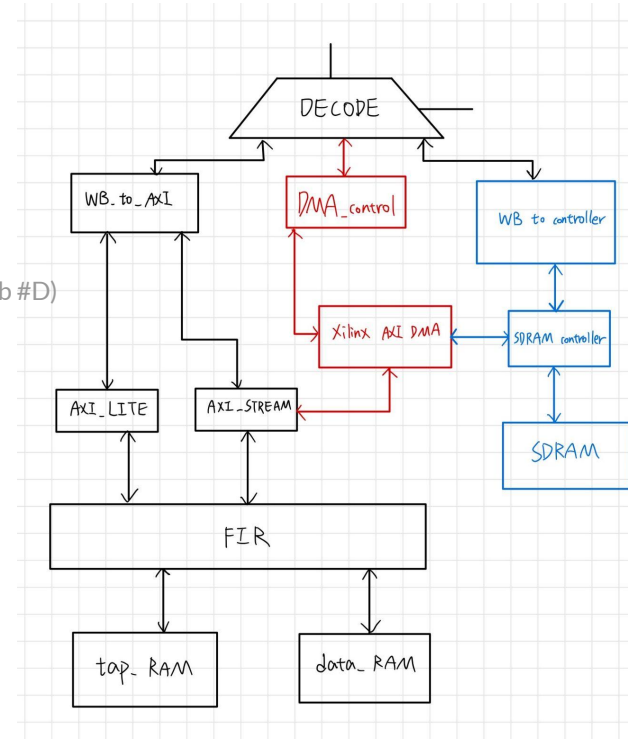 DECODE
WB_to_AXI
DMA_control
WB to controller
b #D)
Xilinx AXI DMA
SDRAM controller
AXI_LITE
AXI_STREAM
SDRAM
FIR
tap_RAM
data_RAM